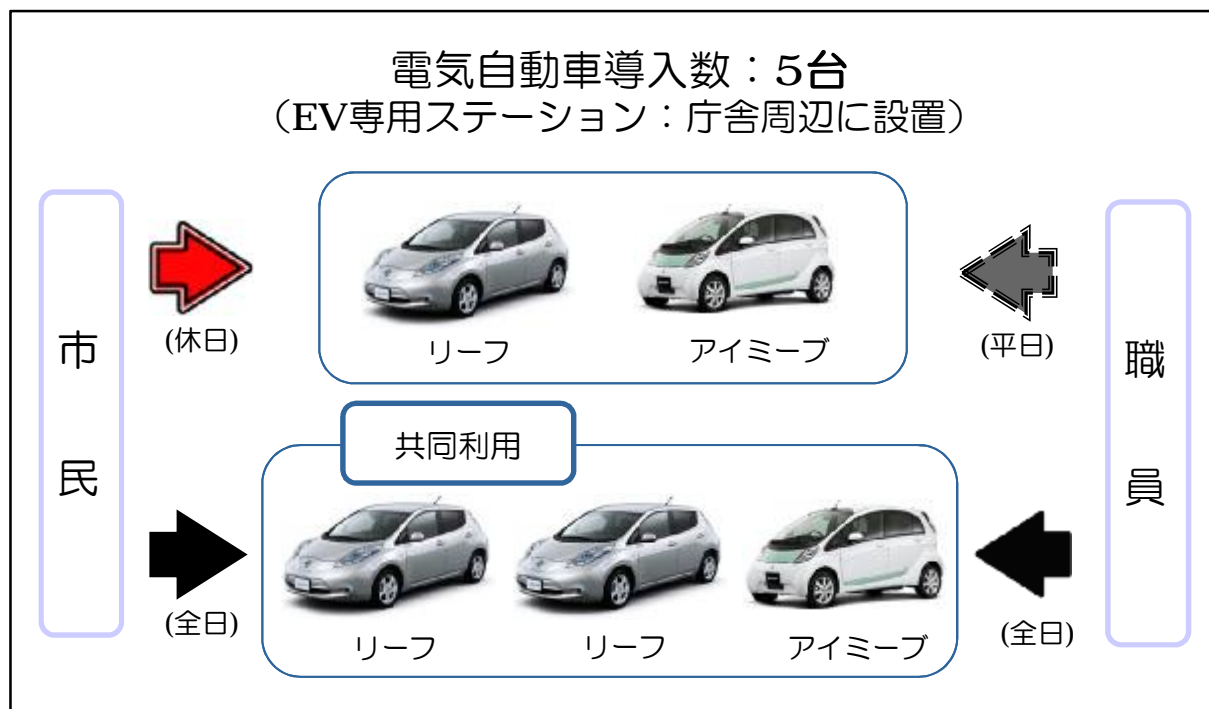 電気自動車導入数：5台
（EV専用ステーション：庁舎周辺に設置）
市民
(休日)
リーフ
アイミーブ
(平日)
職員
共同利用
(全日)
リーフ
リーフ
アイミーブ
(全日)